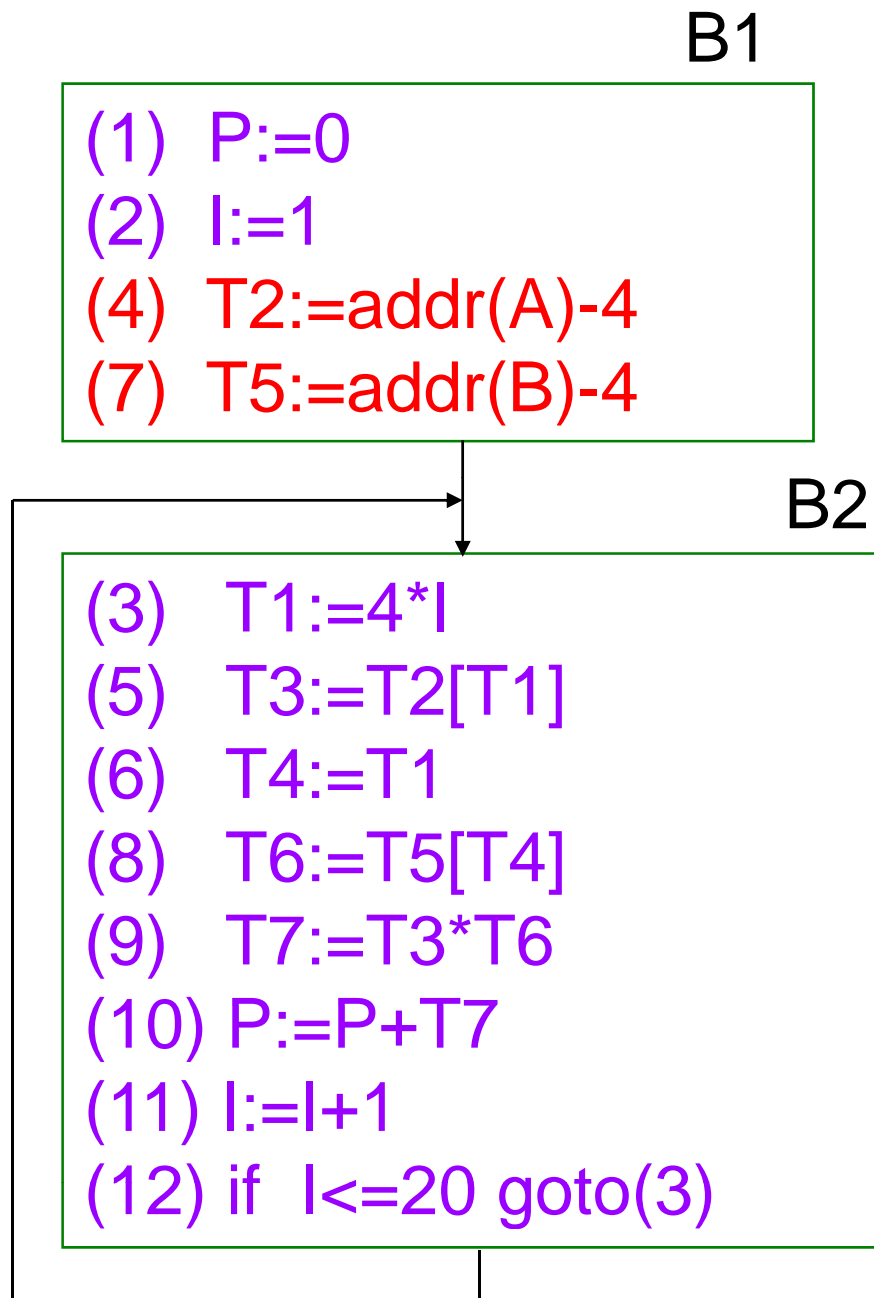 B1
(1) P:=0
(2) I:=1
(4) T2:=addr(A)-4
(7) T5:=addr(B)-4
B2
(3) T1:=4*I
(5) T3:=T2[T1]
(6) T4:=T1
(8) T6:=T5[T4]
(9) T7:=T3*T6
(10) P:=P+T7
(11) I:=I+1
(12) if I<=20 goto(3)